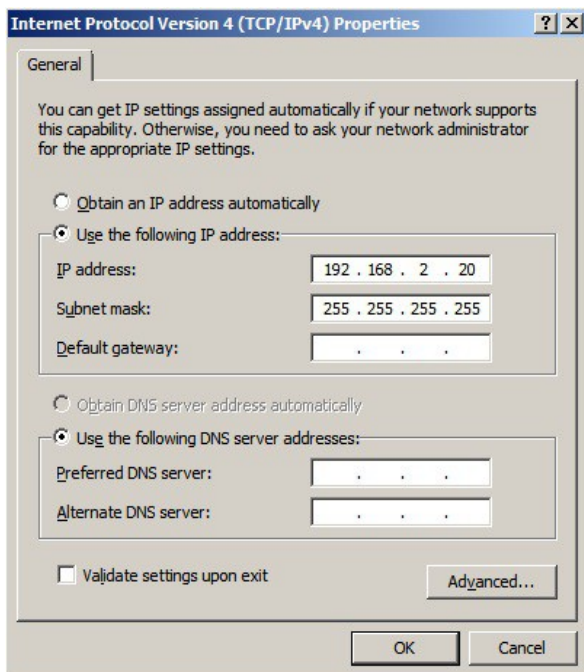 Internet Protocol Version 4 (TCP/IPv4) Properties
General
You can get IP settings assigned automatically if your network supports
this capability. Otherwise, you need to ask your network administrator
for the appropriate IP settings.
Obtain an IP address automatically
Use the following IP address:
IP address: 192 . 168 . 2 . 20
Subnet mask: 255 . 255 . 255 . 255
Default gateway: . . .
Obtain DNS server address automatically
Use the following DNS server addresses:
Preferred DNS server: . . .
Alternate DNS server: . . .
Validate settings upon exit
Advanced...
OK Cancel